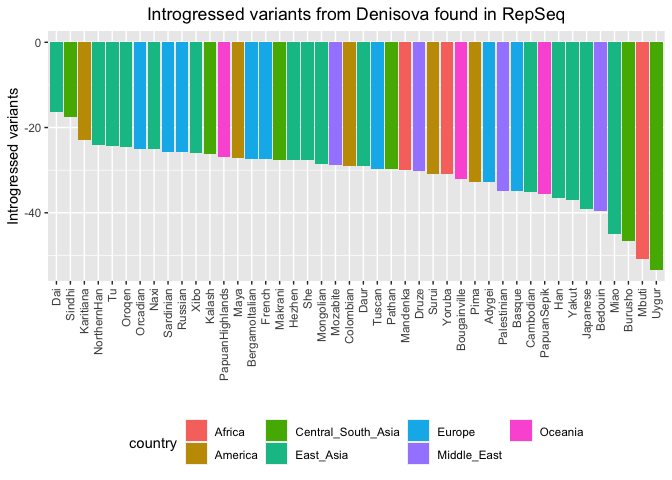 Introgressed variants from Denisova found in RepSeq
Introgressed variants
0
-20
-40
Dai
Sindhi
Karitiana
NorthernHan
Tu
Oroqen
Orcadian
Naxi
Sardinian
Russian
Xibo
Kalash
PapuanHighlands
Maya
BergamoItalian
French
Makrani
Hezhen
She
Mongolian
Mozabite
Colombian
Daur
Tuscan
Pathan
Mandenka
Druze
Surui
Yoruba
Bougainville
Pima
Adygei
Palestinian
Basque
Cambodian
PapuanSepik
Han
Yakut
Japanese
Bedouin
Miao
Burusho
Mbuti
Uygur
country
Africa
Central_South_Asia
Europe
Oceania
America
East_Asia
Middle_East